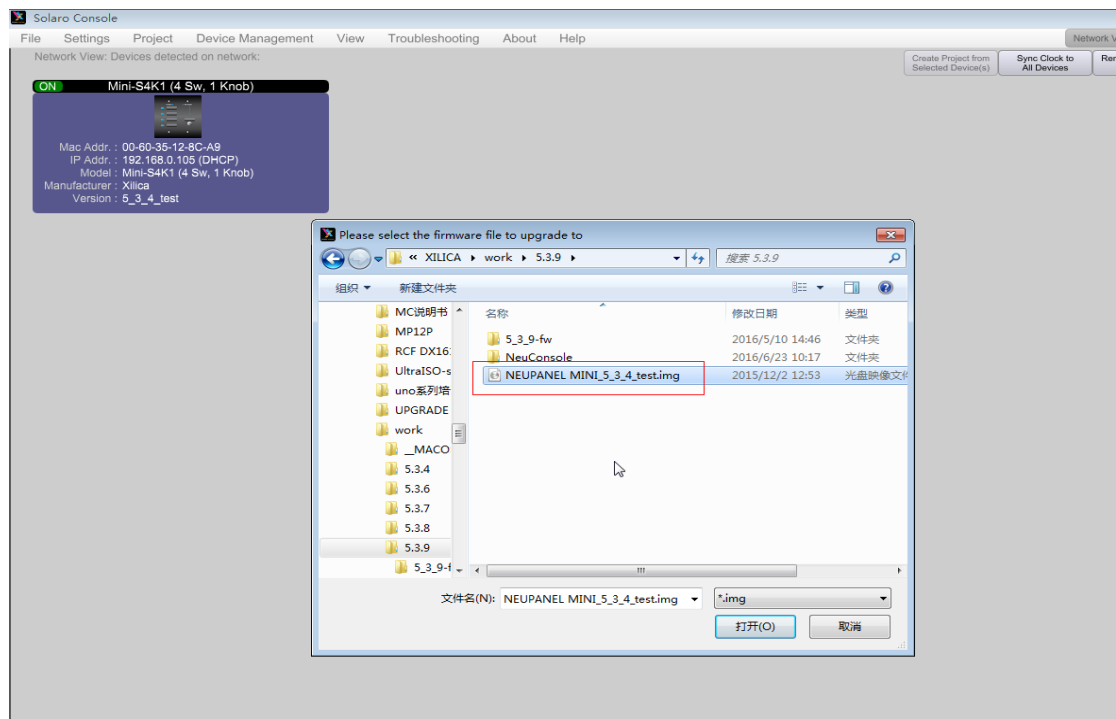 Solaro Console
File Settings Project Device Management View Troubleshooting About Help
Network V
Network View: Devices detected on network:
Create Project from
Selected Device(s)
Sync Clock to
All Devices
Rer
ON Mini-S4K1 (4 Sw, 1 Knob)
Mac Addr. : 00-60-35-12-8C-A9
IP Addr. : 192.168.0.105 (DHCP)
Model : Mini-S4K1 (4 Sw, 1 Knob)
Manufacturer : Xilica
Version : 5_3_4_test
Please select the firmware file to upgrade to
« XILICA work 5.3.9
搜索 5.3.9
组织 新建文件夹
MC说明书
MP12P
RCF DX16:
UltraISO-s
uno系列培
UPGRADE
work
__MACO
5.3.4
5.3.6
5.3.7
5.3.8
5.3.9
5_3_9-f
名称 修改日期 类型
5_3_9-fw 2016/5/10 14:46 文件夹
NeuConsole 2016/6/23 10:17 文件夹
NEUPANEL MINI_5_3_4_test.img 2015/12/2 12:53 光盘映像文件
文件名(N): NEUPANEL MINI_5_3_4_test.img *.img
打开(O) 取消